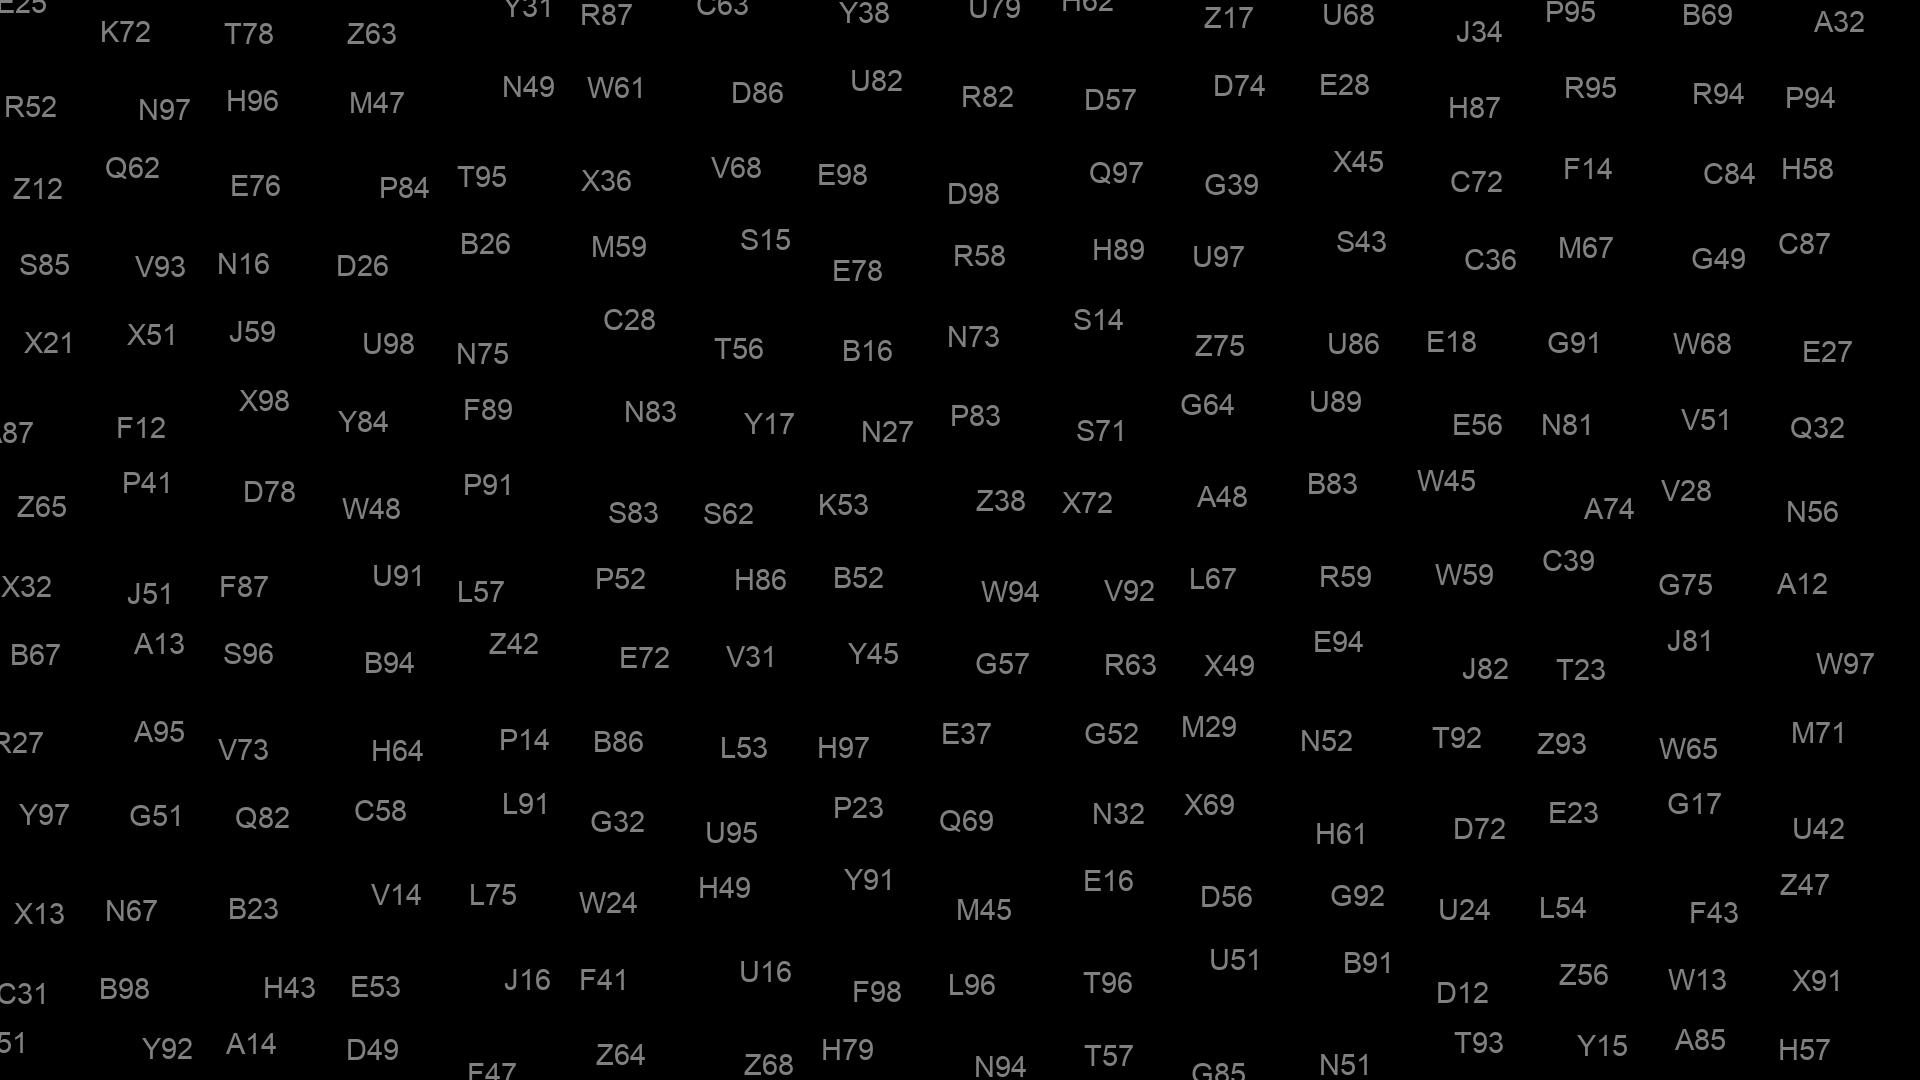 E25 K72 T78 Z63 Y31 R87 C63 Y38 U79 H62 Z17 U68 J34 P95 B69 A32
R52 N97 H96 M47 N49 W61 D86 U82 R82 D57 D74 E28 H87 R95 R94 P94
Z12 Q62 E76 P84 T95 X36 V68 E98 D98 Q97 G39 X45 C72 F14 C84 H58
S85 V93 N16 D26 B26 M59 S15 E78 R58 H89 U97 S43 C36 M67 G49 C87
X21 X51 J59 U98 N75 C28 T56 B16 N73 S14 Z75 U86 E18 G91 W68 E27
87 F12 X98 Y84 F89 N83 Y17 N27 P83 S71 G64 U89 E56 N81 V51 Q32
Z65 P41 D78 W48 P91 S83 S62 K53 Z38 X72 A48 B83 W45 A74 V28 N56
X32 J51 F87 U91 L57 P52 H86 B52 W94 V92 L67 R59 W59 C39 G75 A12
B67 A13 S96 B94 Z42 E72 V31 Y45 G57 R63 X49 E94 J82 T23 J81 W97
R27 A95 V73 H64 P14 B86 L53 H97 E37 G52 M29 N52 T92 Z93 W65 M71
Y97 G51 Q82 C58 L91 G32 U95 P23 Q69 N32 X69 H61 D72 E23 G17 U42
X13 N67 B23 V14 L75 W24 H49 Y91 M45 E16 D56 G92 U24 L54 F43 Z47
C31 B98 H43 E53 J16 F41 U16 F98 L96 T96 U51 B91 D12 Z56 W13 X91
51 Y92 A14 D49 Z64 Z68 H79 N94 T57 G85 N51 T93 Y15 A85 H57